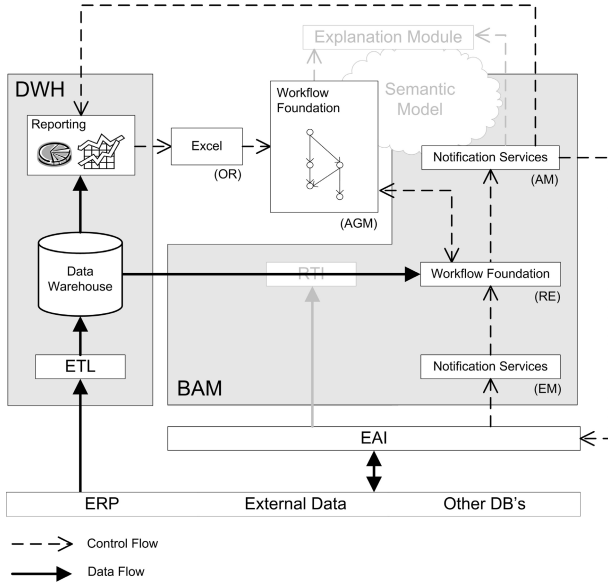 Explanation Module
DWH
Semantic
Model
Workflow
Foundation
Reporting
Excel
(OR)
Notification Services
(AM)
(AGM)
Data
Warehouse
RTI
Workflow Foundation
(RE)
ETL
Notification Services
(EM)
BAM
EAI
ERP
External Data
Other DB's
Control Flow
Data Flow